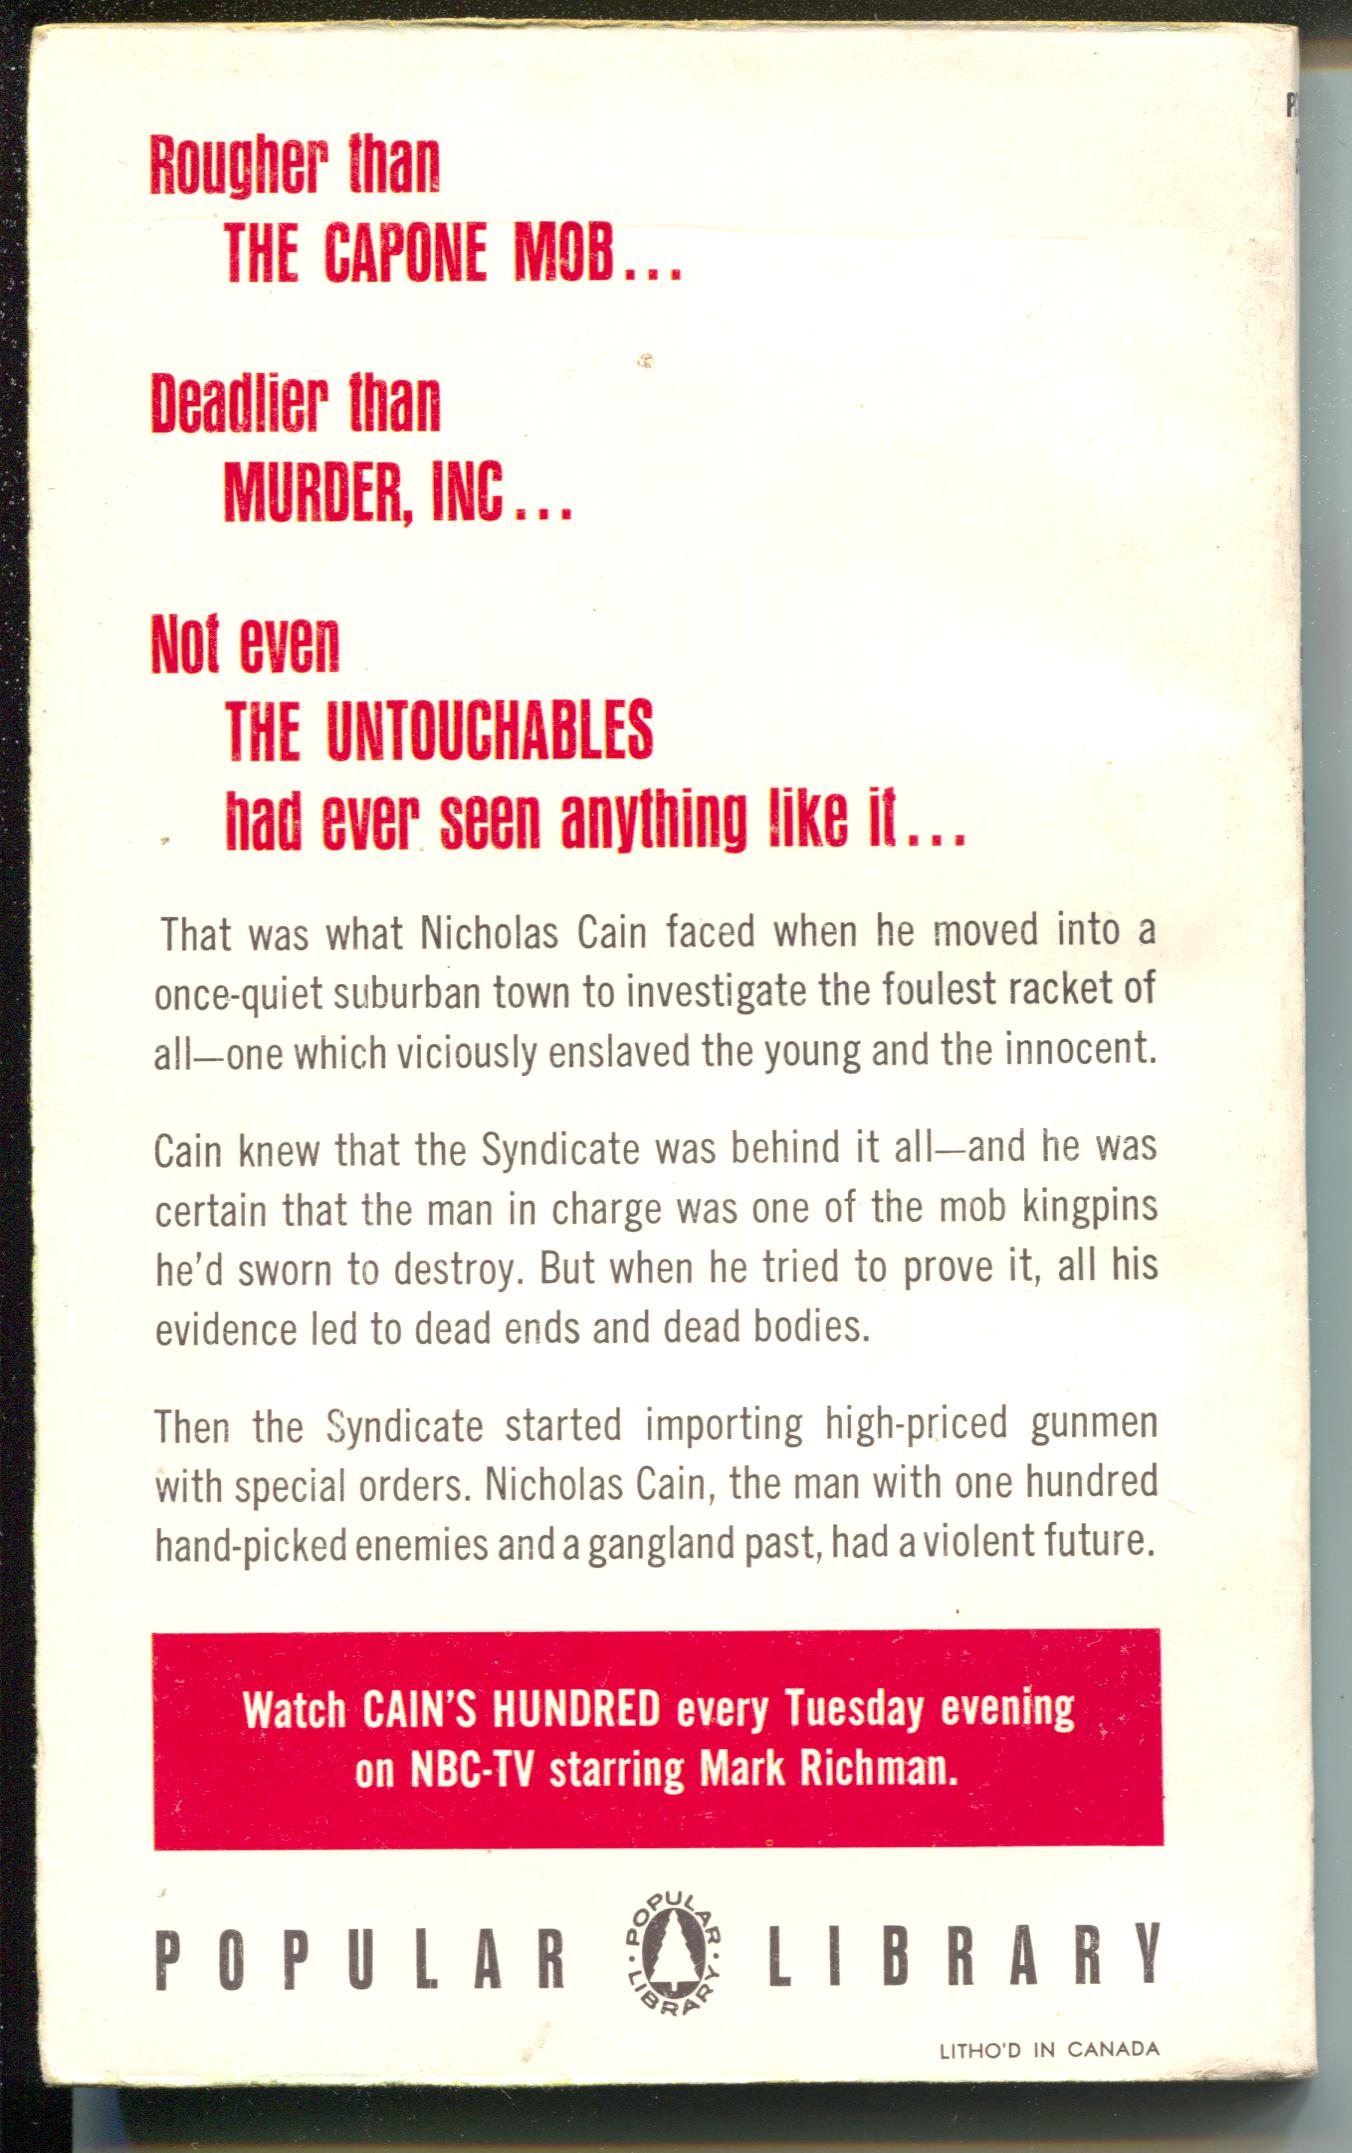 Rougher than
THE CAPONE MOB...
Deadlier than
MURDER, INC...
Not even
THE UNTOUCHABLES
had ever seen anything like it...
That was what Nicholas Cain faced when he moved into a
once-quiet suburban town to investigate the foulest racket of
all—one which viciously enslaved the young and the innocent.
Cain knew that the Syndicate was behind it all—and he was
certain that the man in charge was one of the mob kingpins
he'd sworn to destroy. But when he tried to prove it, all his
evidence led to dead ends and dead bodies.
Then the Syndicate started importing high-priced gunmen
with special orders. Nicholas Cain, the man with one hundred
hand-picked enemies and a gangland past, had a violent future.
Watch CAIN'S HUNDRED every Tuesday evening
on NBC-TV starring Mark Richman.
POPULAR LIBRARY
POPULAR · LIBRARY ·
LITHO'D IN CANADA